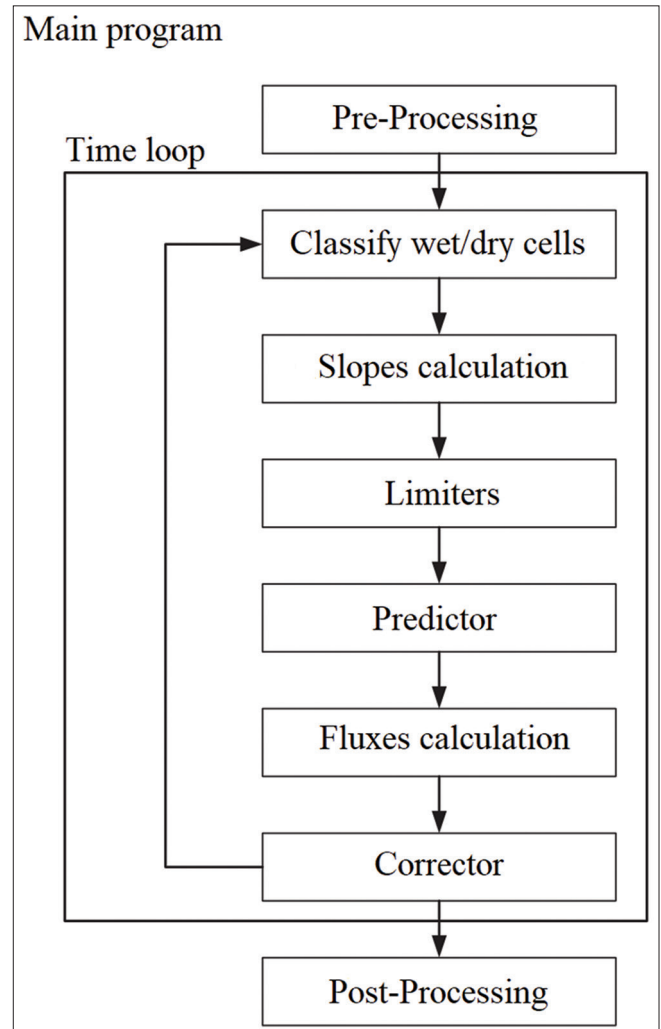 Main program
Pre-Processing
Time loop
Classify wet/dry cells
Slopes calculation
Limiters
Predictor
Fluxes calculation
Corrector
Post-Processing